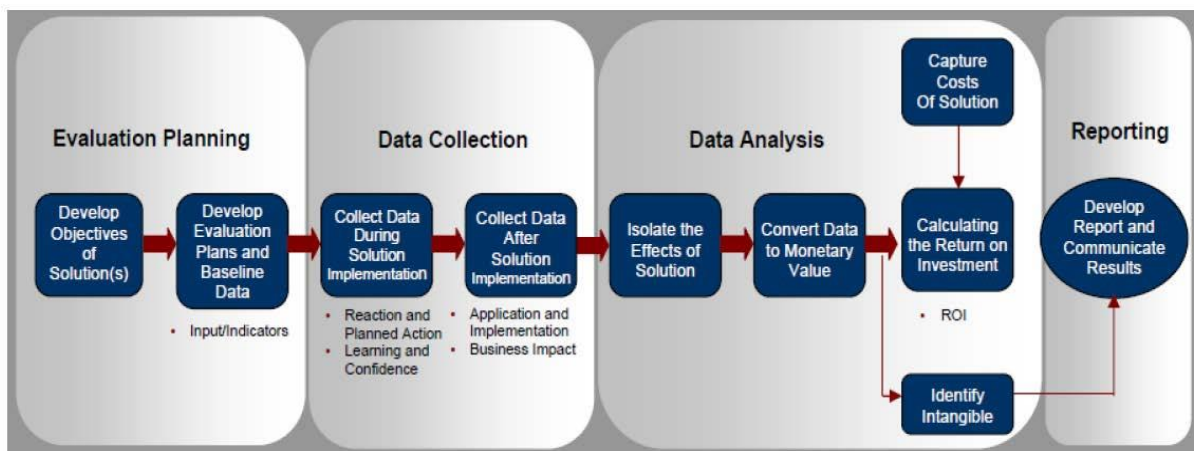 Evaluation Planning
Develop
Objectives
of
Solution(s)
Develop
Evaluation
Plans and
Baseline
Data
• Input/Indicators
Data Collection
Collect Data
During
Solution
Implementation
• Reaction and
Planned Action
• Learning and
Confidence
Collect Data
After
Solution
Implementation
• Application and
Implementation
• Business Impact
Data Analysis
Isolate the
Effects of
Solution
Convert Data
to Monetary
Value
Capture
Costs
Of Solution
Calculating
the Return on
Investment
• ROI
Identify
Intangible
Reporting
Develop
Report and
Communicate
Results